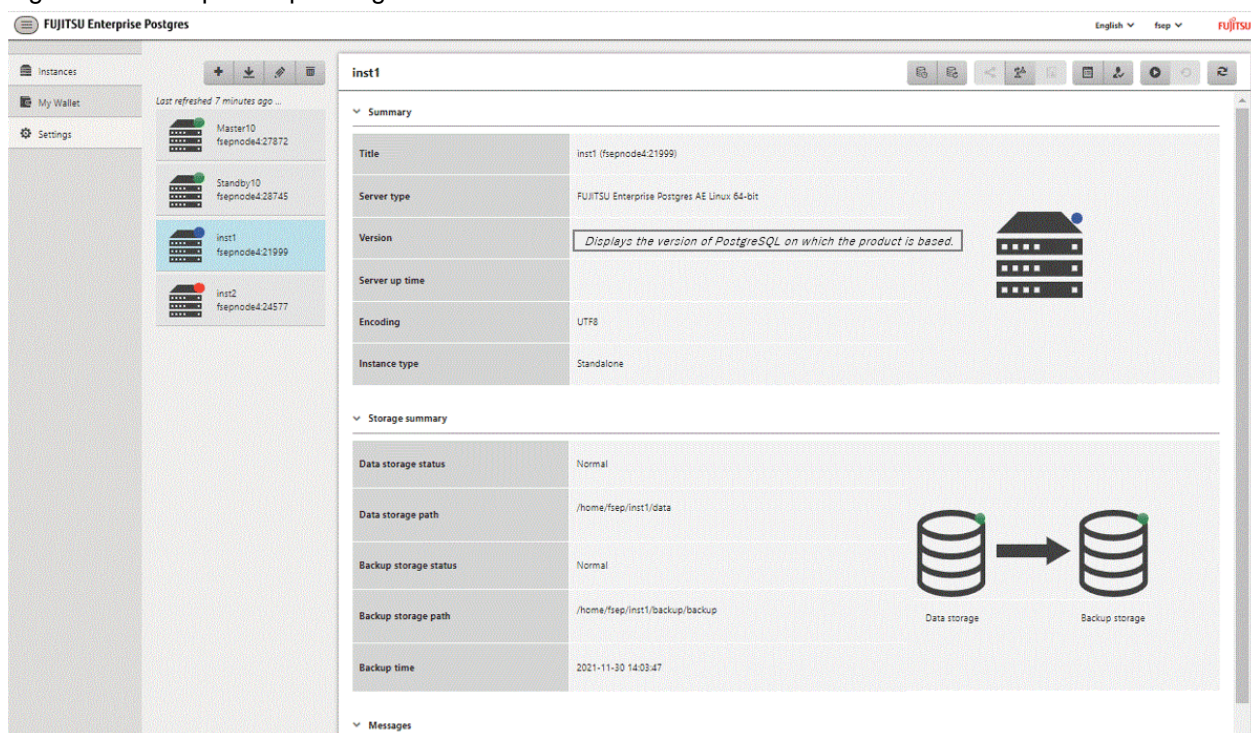 FUJITSU Enterprise Postgres
English
fsep
FUJITSU
Instances
My Wallet
Settings
Last refreshed 7 minutes ago ...
Master10
fsepnode4:27872
Standby10
fsepnode4:28745
inst1
fsepnode4:21999
inst2
fsepnode4:24577
inst1
Summary
Title inst1 (fsepnode4:21999)
Server type FUJITSU Enterprise Postgres AE Linux 64-bit
Version Displays the version of PostgreSQL on which the product is based.
Server up time
Encoding UTF8
Instance type Standalone
Storage summary
Data storage status Normal
Data storage path /home/fsep/inst1/data
Backup storage status Normal
Backup storage path /home/fsep/inst1/backup/backup
Backup time 2021-11-30 14:03:47
Data storage
Backup storage
Messages